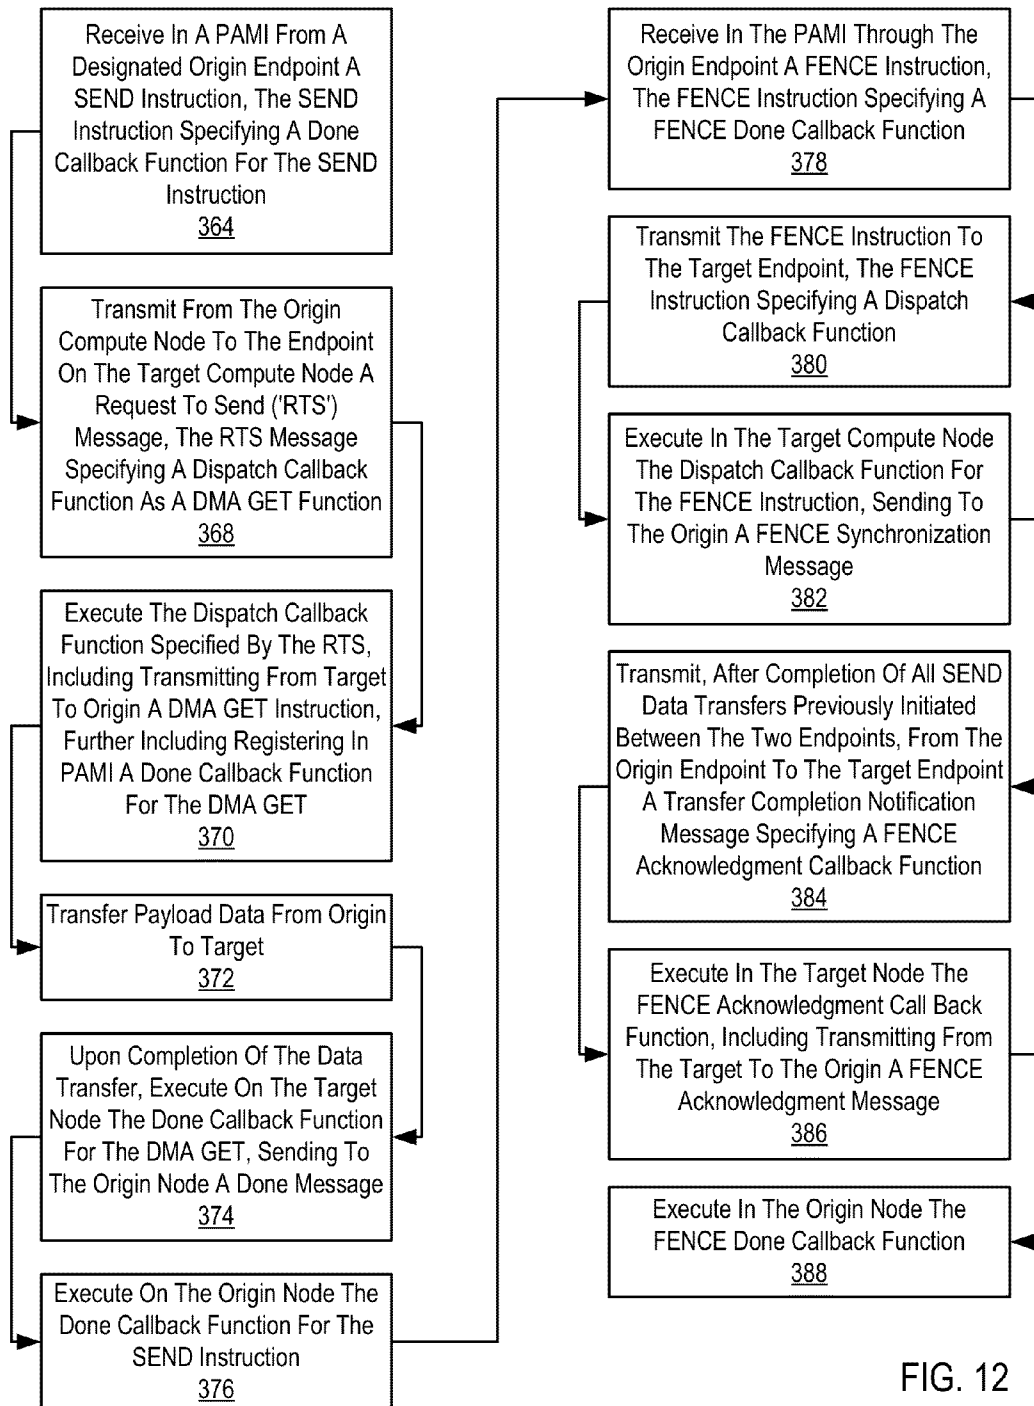 Receive In A PAMI From A
Designated Origin Endpoint A
SEND Instruction, The SEND
Instruction Specifying A Done
Callback Function For The SEND
Instruction
364
Transmit From The Origin
Compute Node To The Endpoint
On The Target Compute Node A
Request To Send ('RTS')
Message, The RTS Message
Specifying A Dispatch Callback
Function As A DMA GET Function
368
Execute The Dispatch Callback
Function Specified By The RTS,
Including Transmitting From Target
To Origin A DMA GET Instruction,
Further Including Registering In
PAMI A Done Callback Function
For The DMA GET
370
Transfer Payload Data From Origin
To Target
372
Upon Completion Of The Data
Transfer, Execute On The Target
Node The Done Callback Function
For The DMA GET, Sending To
The Origin Node A Done Message
374
Execute On The Origin Node The
Done Callback Function For The
SEND Instruction
376
Receive In The PAMI Through The
Origin Endpoint A FENCE Instruction,
The FENCE Instruction Specifying A
FENCE Done Callback Function
378
Transmit The FENCE Instruction To
The Target Endpoint, The FENCE
Instruction Specifying A Dispatch
Callback Function
380
Execute In The Target Compute Node
The Dispatch Callback Function For
The FENCE Instruction, Sending To
The Origin A FENCE Synchronization
Message
382
Transmit, After Completion Of All SEND
Data Transfers Previously Initiated
Between The Two Endpoints, From The
Origin Endpoint To The Target Endpoint
A Transfer Completion Notification
Message Specifying A FENCE
Acknowledgment Callback Function
384
Execute In The Target Node The
FENCE Acknowledgment Call Back
Function, Including Transmitting From
The Target To The Origin A FENCE
Acknowledgment Message
386
Execute In The Origin Node The
FENCE Done Callback Function
388
FIG. 12